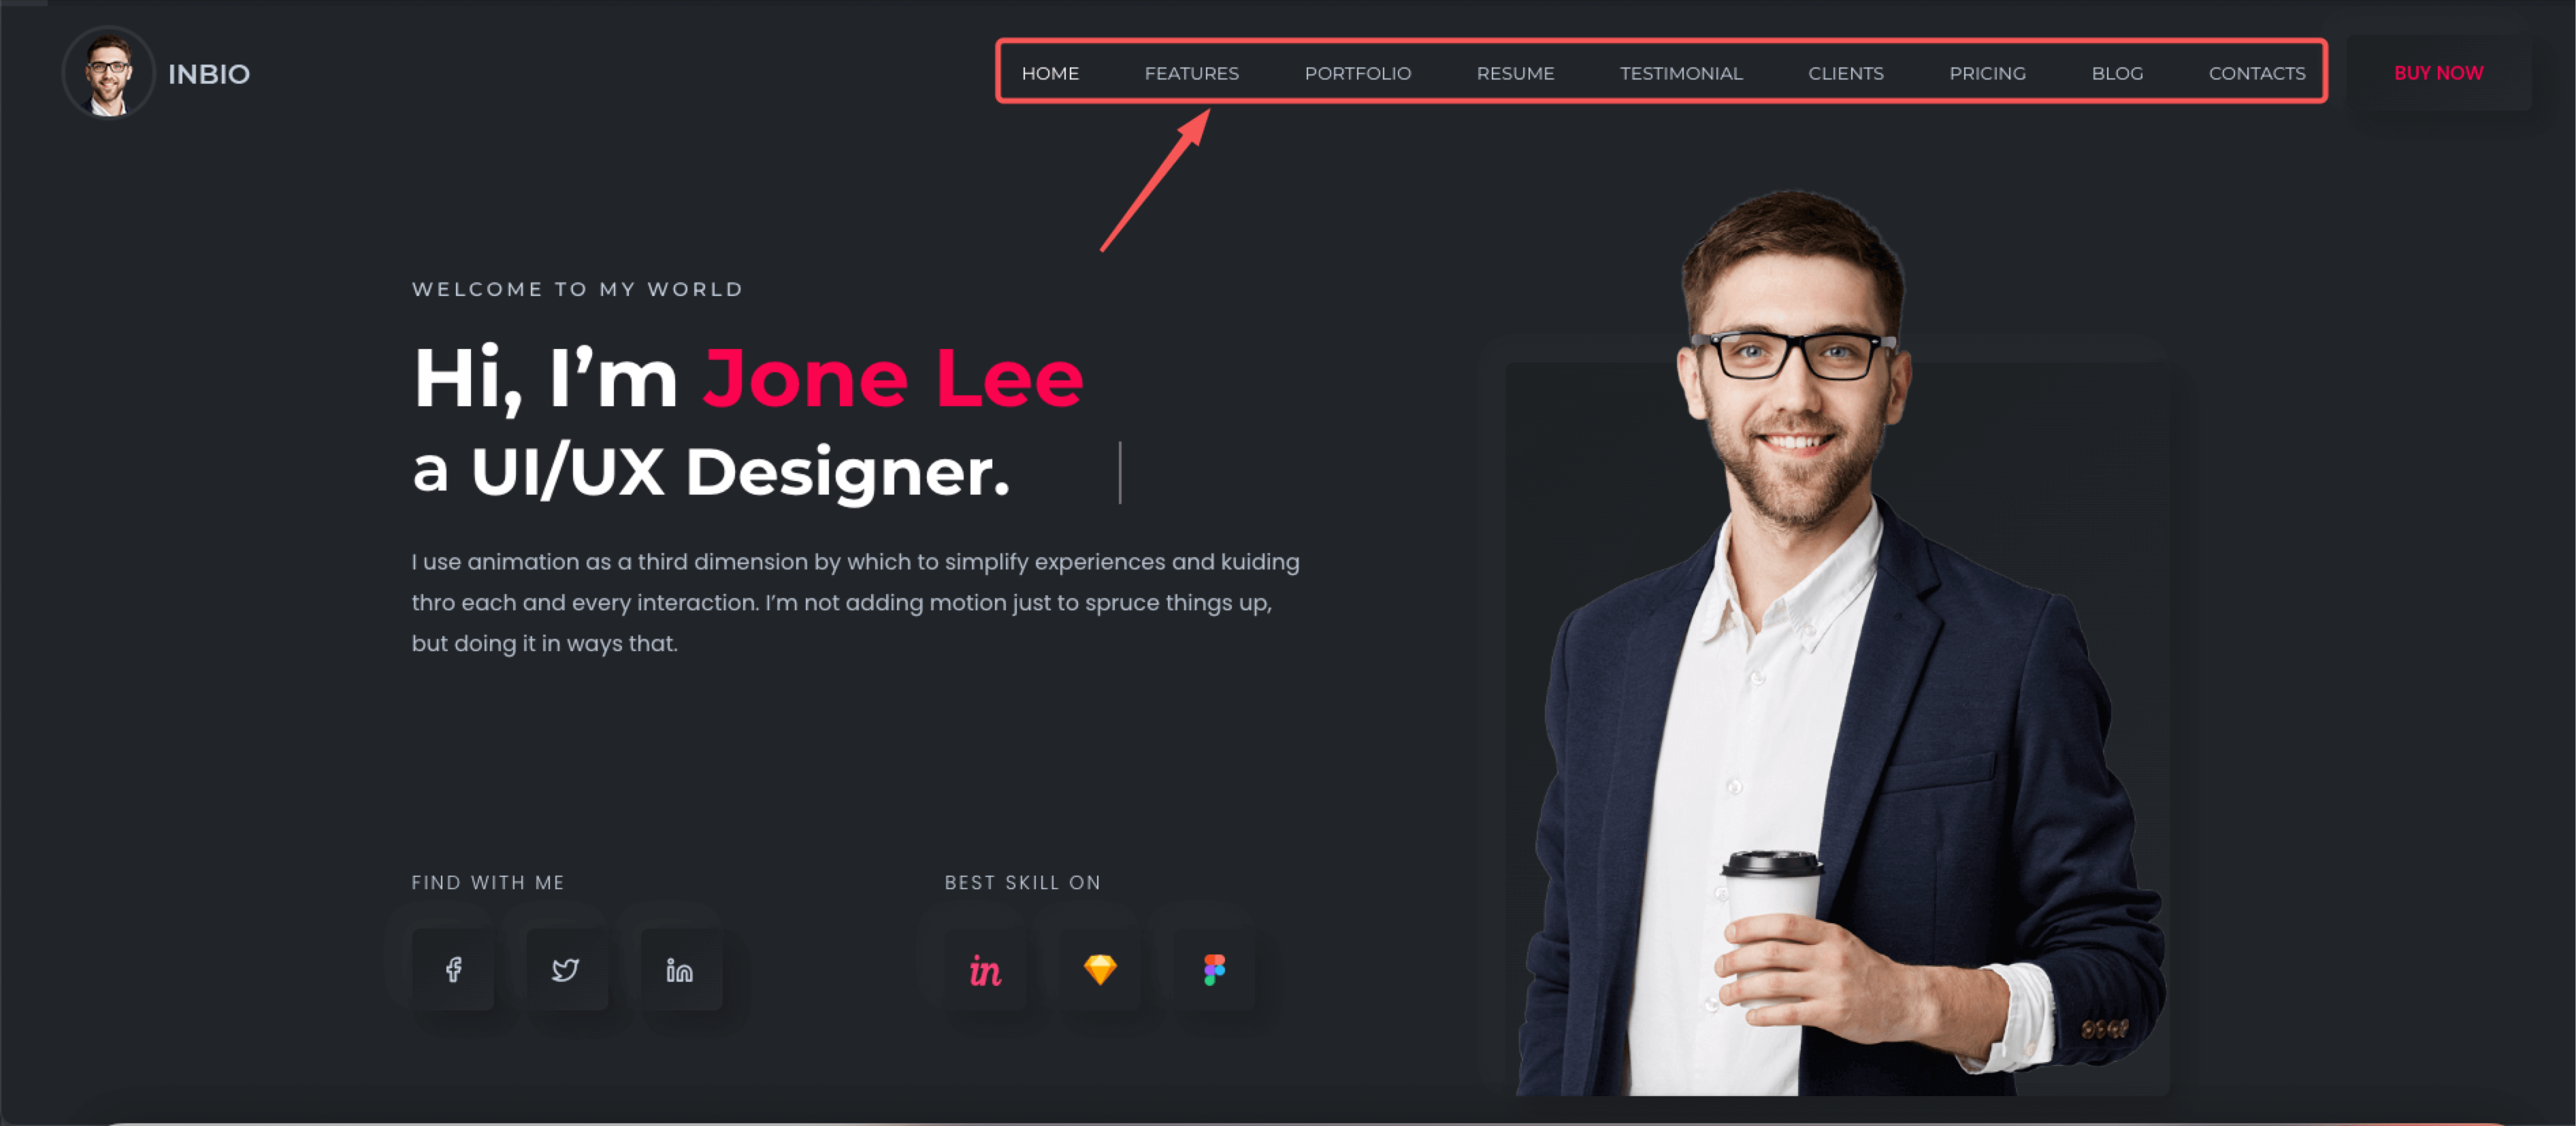 INBIO
HOME FEATURES PORTFOLIO RESUME TESTIMONIAL CLIENTS PRICING BLOG CONTACTS BUY NOW
WELCOME TO MY WORLD
Hi, I’m Jone Lee
a UI/UX Designer.
I use animation as a third dimension by which to simplify experiences and kuiding
thro each and every interaction. I’m not adding motion just to spruce things up,
but doing it in ways that.
FIND WITH ME
BEST SKILL ON
in
in